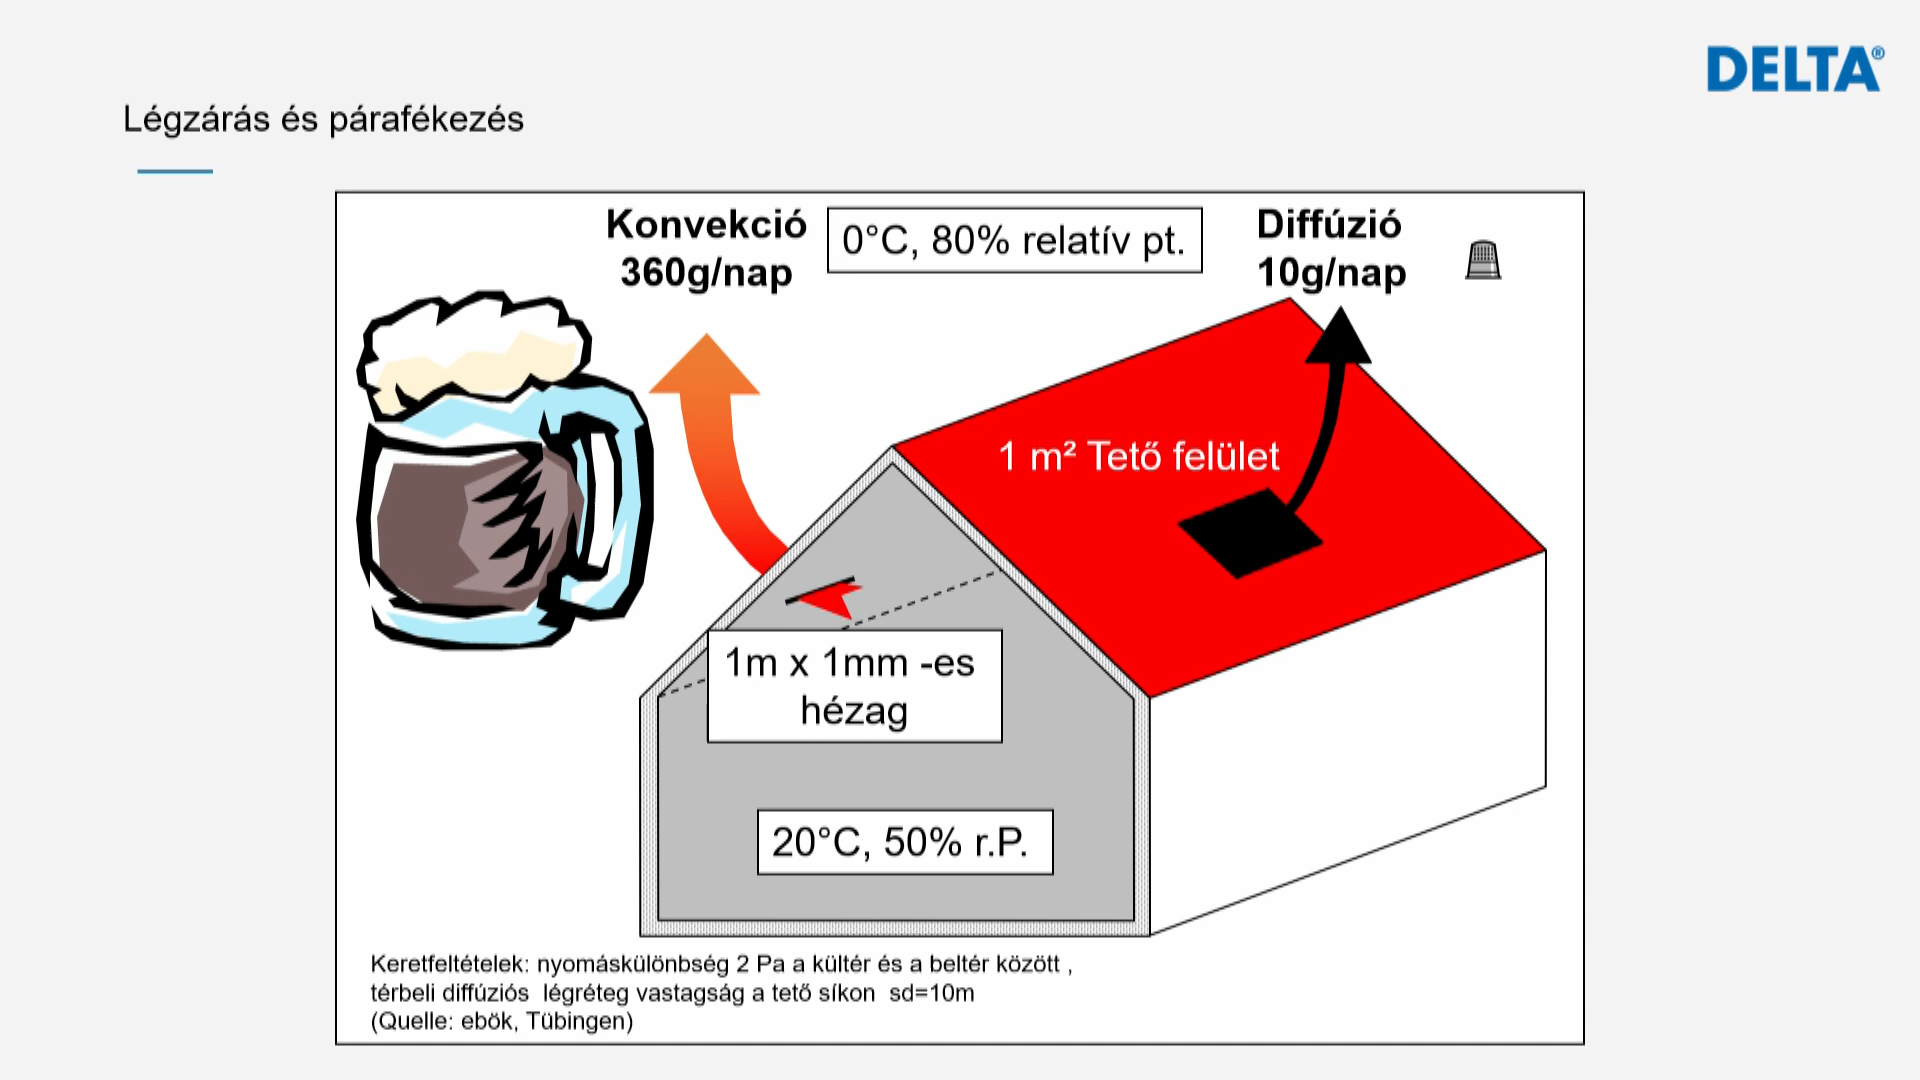 DELTA®
Légzárás és párafékezés
Konvekció
360g/nap
0°C, 80% relatív pt.
Diffúzió
10g/nap
1 m² Tető felület
1m x 1mm -es
hézag
20°C, 50% r.P.
Keretfeltételek: nyomáskülönbség 2 Pa a kültér és a beltér között ,
térbeli diffúziós légréteg vastagság a tető síkon sd=10m
(Quelle: ebök, Tübingen)